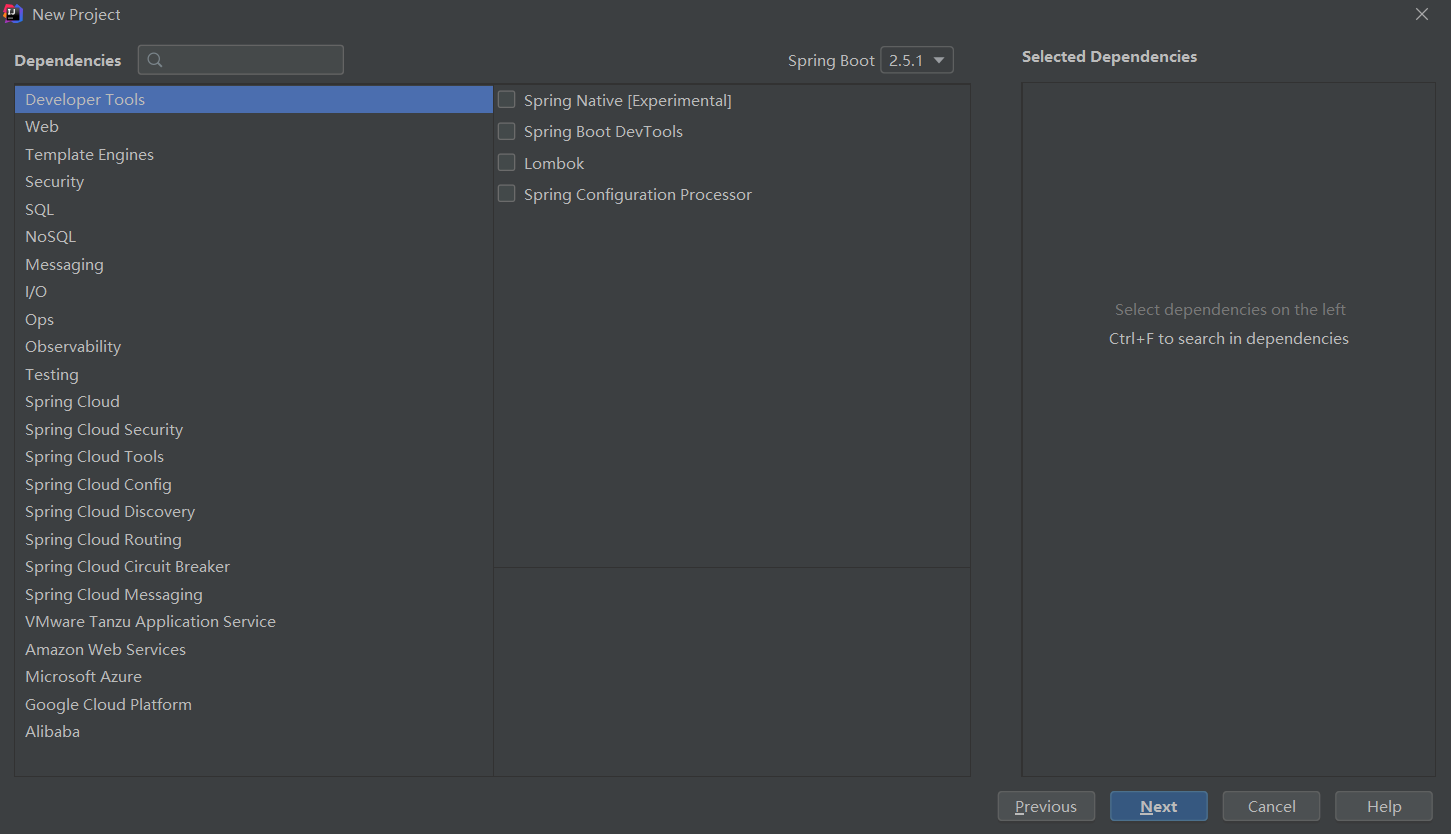 New Project
Dependencies
Spring Boot 2.5.1
Selected Dependencies
Developer Tools
Web
Template Engines
Security
SQL
NoSQL
Messaging
I/O
Ops
Observability
Testing
Spring Cloud
Spring Cloud Security
Spring Cloud Tools
Spring Cloud Config
Spring Cloud Discovery
Spring Cloud Routing
Spring Cloud Circuit Breaker
Spring Cloud Messaging
VMware Tanzu Application Service
Amazon Web Services
Microsoft Azure
Google Cloud Platform
Alibaba
Spring Native [Experimental]
Spring Boot DevTools
Lombok
Spring Configuration Processor
Select dependencies on the left
Ctrl+F to search in dependencies
Previous
Next
Cancel
Help